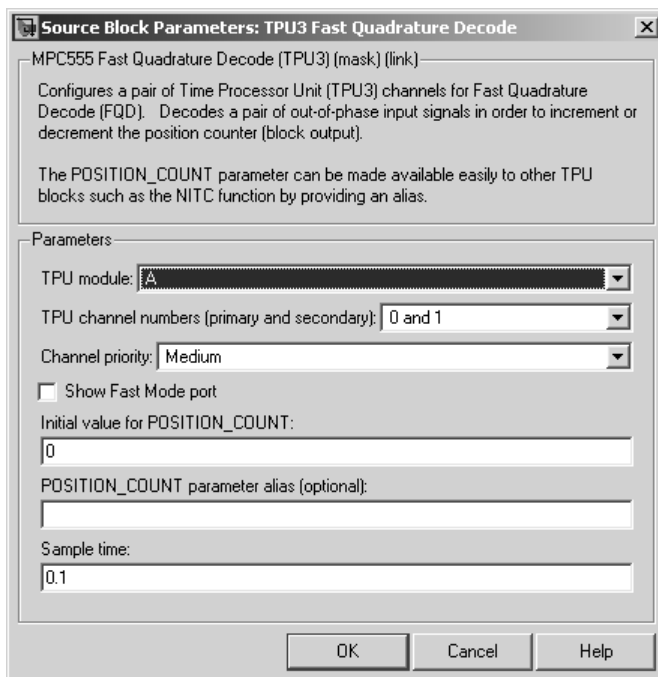 Source Block Parameters: TPU3 Fast Quadrature Decode
MPC555 Fast Quadrature Decode (TPU3) (mask) (link)
Configures a pair of Time Processor Unit (TPU3) channels for Fast Quadrature
Decode (FQD).  Decodes a pair of out-of-phase input signals in order to increment or
decrement the position counter (block output).
The POSITION_COUNT parameter can be made available easily to other TPU
blocks such as the NITC function by providing an alias.
Parameters
TPU module: A
TPU channel numbers (primary and secondary): 0 and 1
Channel priority: Medium
Show Fast Mode port
Initial value for POSITION_COUNT:
0
POSITION_COUNT parameter alias (optional):
Sample time:
0.1
OK Cancel Help